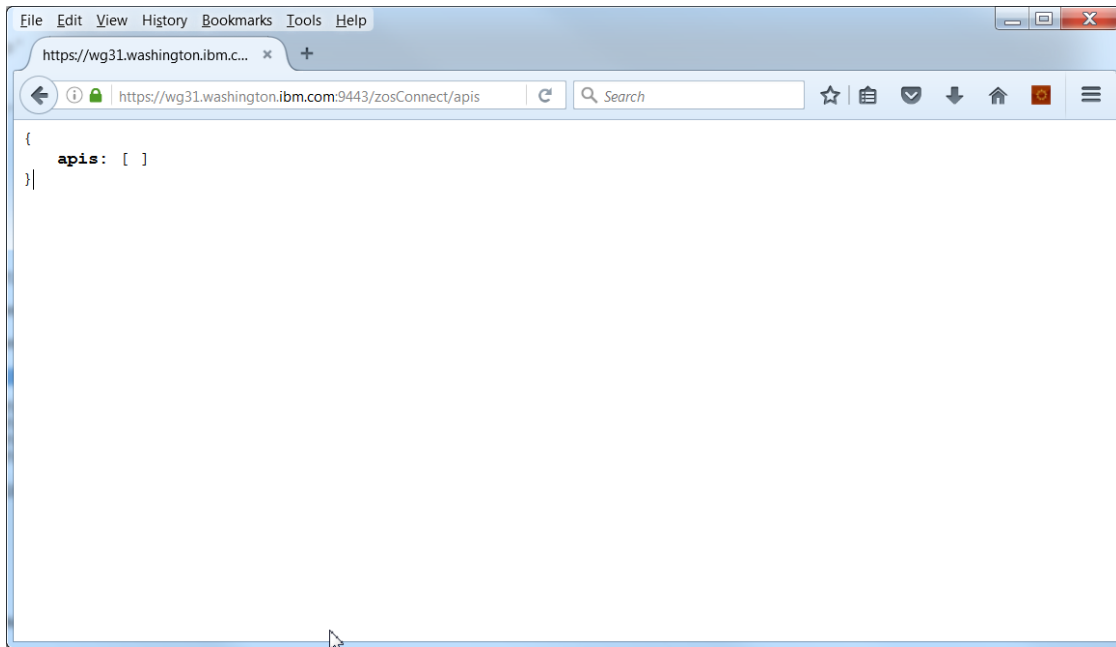 File Edit View History Bookmarks Tools Help
https://wg31.washington.ibm.c...
https://wg31.washington.ibm.com:9443/zosConnect/apis
Search
{
apis: [ ]
}